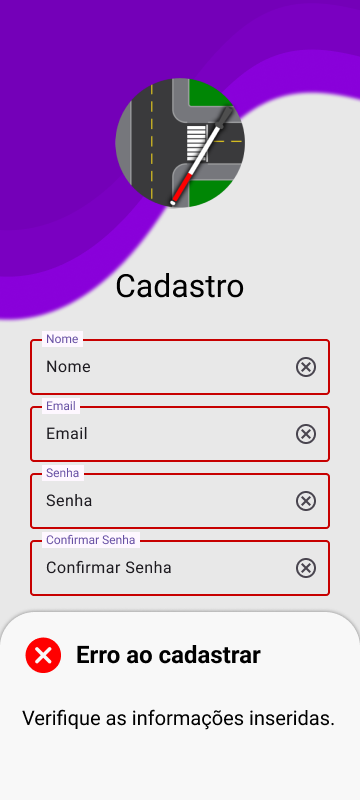 Cadastro
Nome
Nome
Email
Email
Senha
Senha
Confirmar Senha
Confirmar Senha
Erro ao cadastrar
Verifique as informações inseridas.